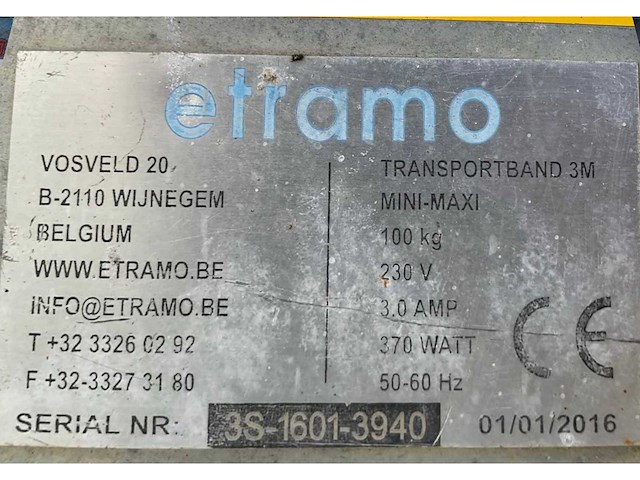 etramo
VOSVELD 20
B-2110 WIJNEGEM
BELGIUM
WWW.ETRAMO.BE
INFO@ETRAMO.BE
T +32 3326 02 92
F +32-3327 31 80
TRANSPORTBAND 3M
MINI-MAXI
100 kg
230 V
3.0 AMP
370 WATT
50-60 Hz
CE
SERIAL NR: 3S-1601-3940 01/01/2016